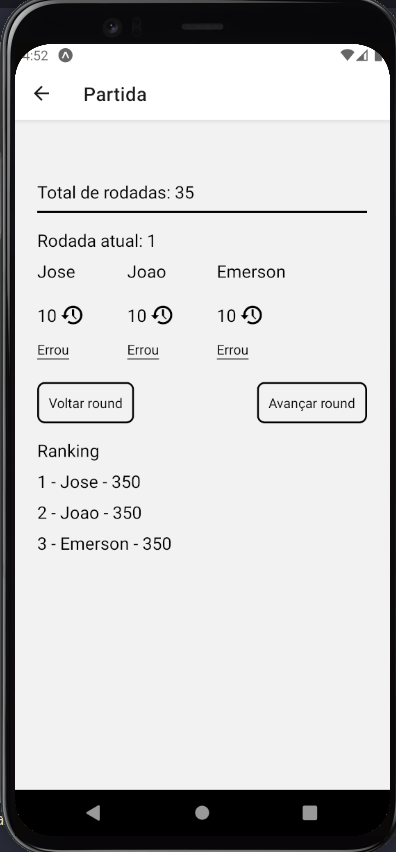 4:52
Partida
Total de rodadas: 35
Rodada atual: 1
Jose Joao Emerson
10 10 10
Errou Errou Errou
Voltar round Avançar round
Ranking
1 - Jose - 350
2 - Joao - 350
3 - Emerson - 350